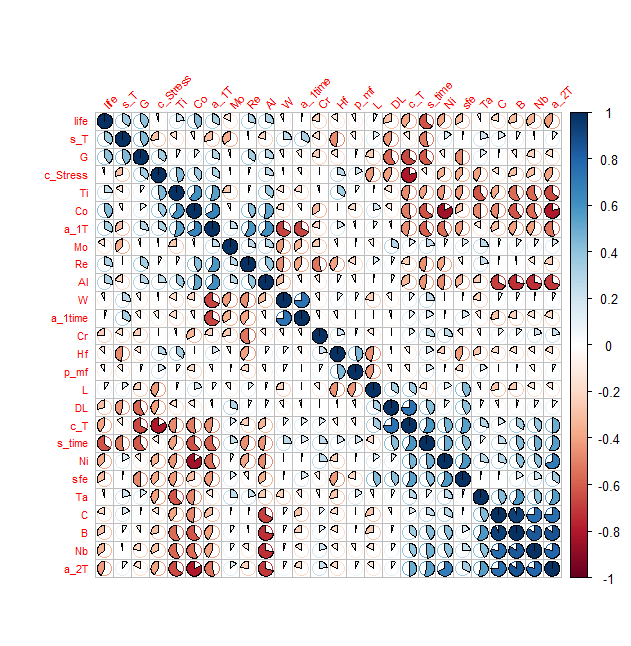 life s_T G c_Stress Ti Co a_1T Mo Re Al W a_1time Cr Hf p_mf L DL c_T s_time Ni sfe Ta C B Nb a_2T
life
s_T
G
c_Stress
Ti
Co
a_1T
Mo
Re
Al
W
a_1time
Cr
Hf
p_mf
L
DL
c_T
s_time
Ni
sfe
Ta
C
B
Nb
a_2T
1
0.8
0.6
0.4
0.2
0
-0.2
-0.4
-0.6
-0.8
-1